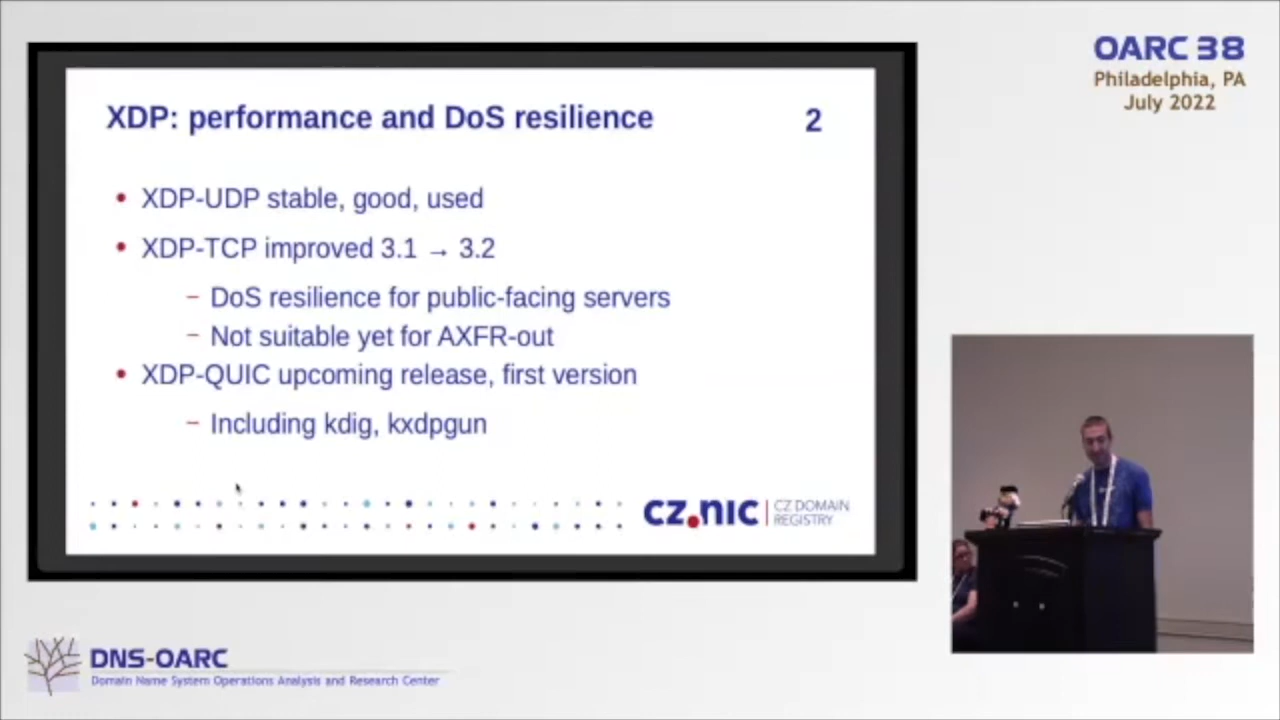 OARC 38
Philadelphia, PA
July 2022
XDP: performance and DoS resilience
2
• XDP-UDP stable, good, used
• XDP-TCP improved 3.1 → 3.2
– DoS resilience for public-facing servers
– Not suitable yet for AXFR-out
• XDP-QUIC upcoming release, first version
– Including kdig, kxdpgun
CZ.NIC | CZ DOMAIN
REGISTRY
DNS-OARC
Domain Name System Operations Analysis and Research Center